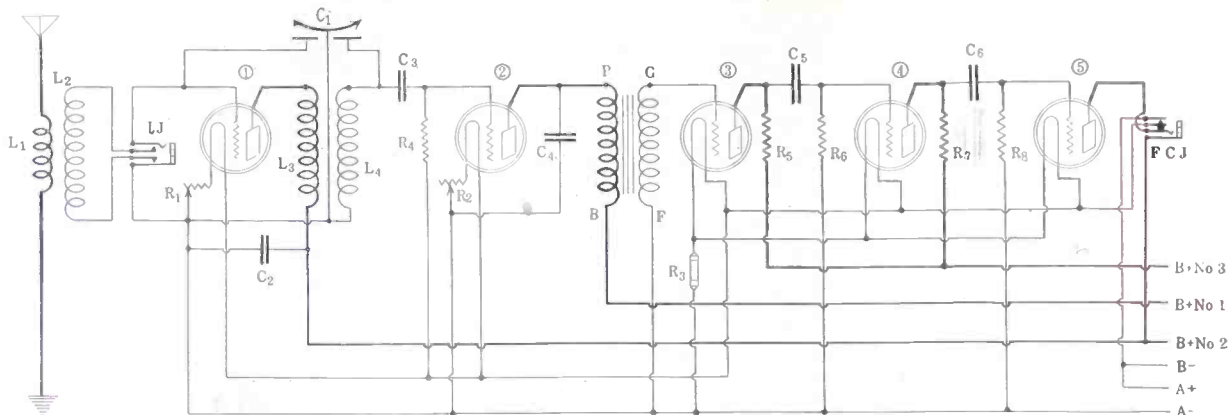 C1
L2
①
C3
②
P
G
③
C5
④
C6
⑤
L1
LJ
L3
L4
R4
C4
R5
R6
R7
R8
FCJ
R1
R2
B
F
C2
R3
B+No 3
B+No 1
B+No 2
B-
A+
A-